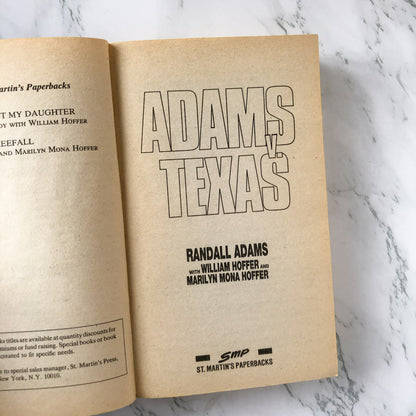 Martin's Paperbacks
T MY DAUGHTER
DY WITH WILLIAM HOFFER
EEFALL
AND MARILYN MONA HOFFER
ks titles are available at quantity discounts for
emiums or fund raising. Special books or book
created to fit specific needs.
to special sales manager, St. Martin's Press,
New York, N.Y. 10010.
ADAMS
V.
TEXAS
RANDALL ADAMS
WITH WILLIAM HOFFER AND
MARILYN MONA HOFFER
SMP
ST. MARTIN'S PAPERBACKS